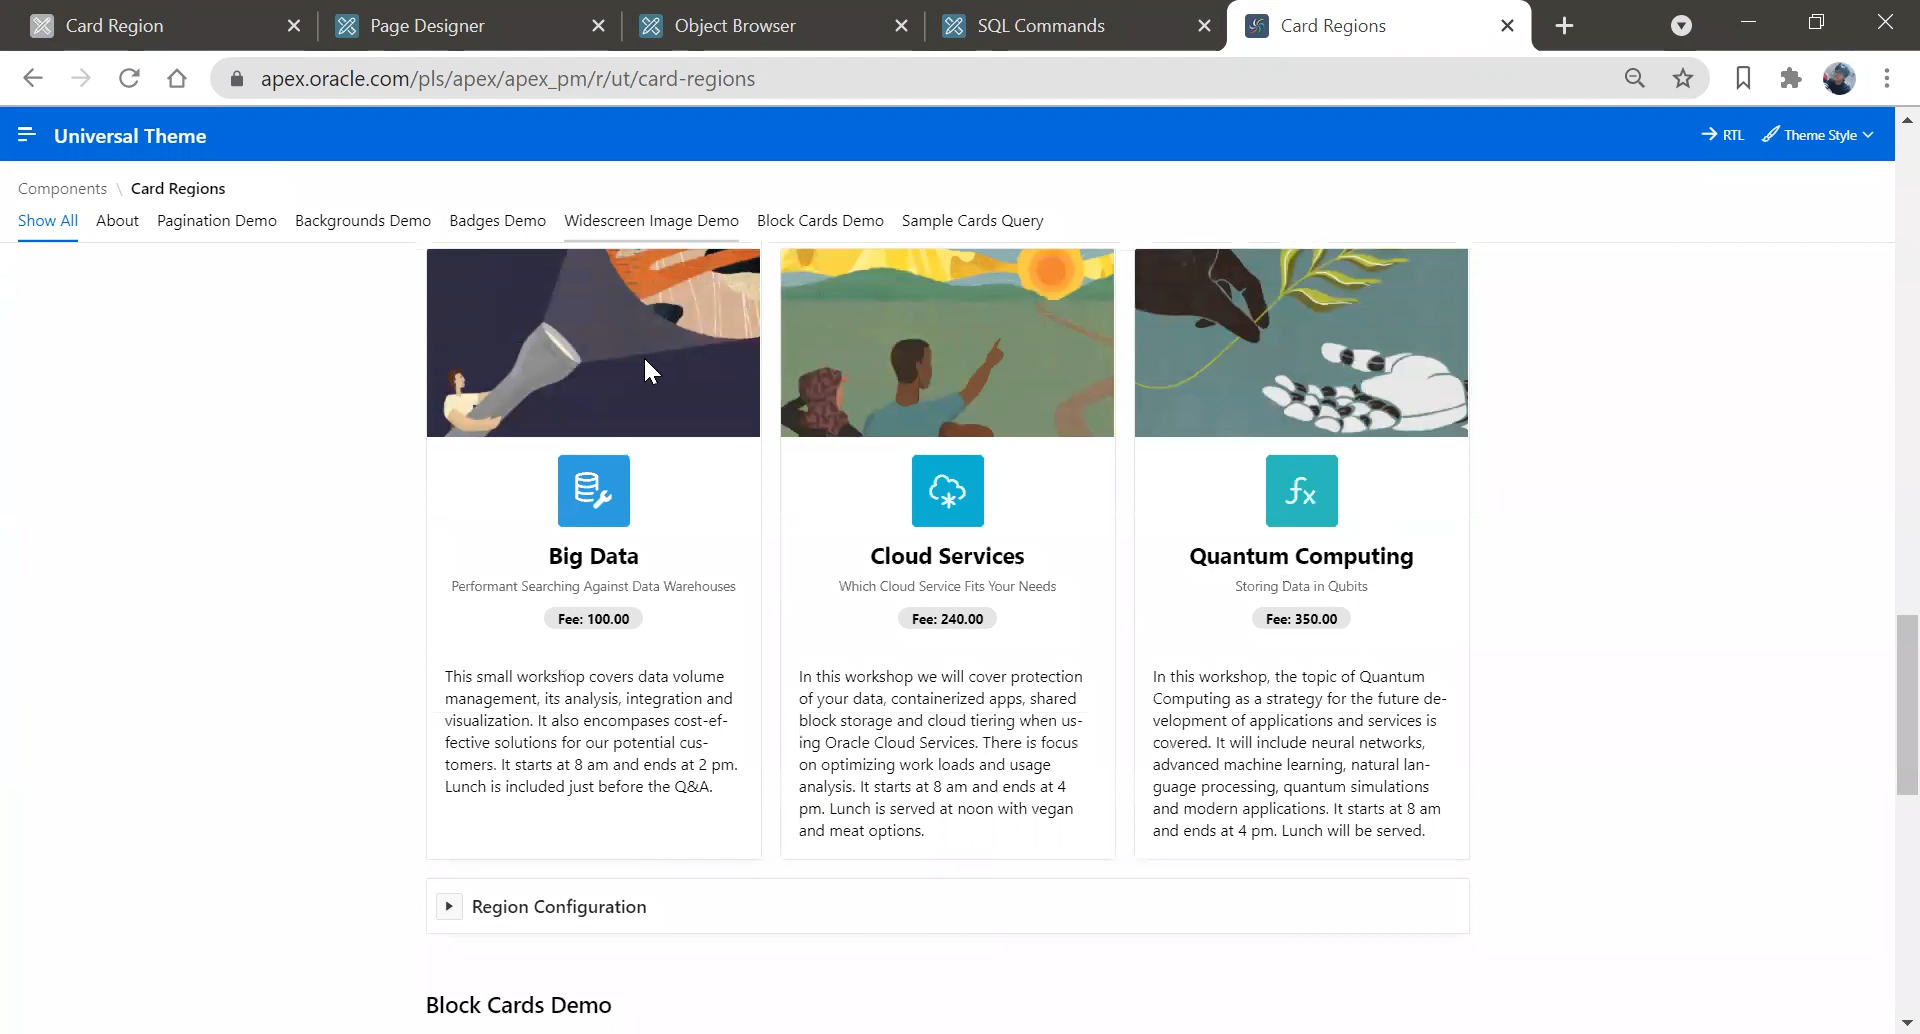 Card Region
Page Designer
Object Browser
SQL Commands
Card Regions
apex.oracle.com/pls/apex/apex_pm/r/ut/card-regions
Universal Theme
RTL
Theme Style
Components \ Card Regions
Show All
About
Pagination Demo
Backgrounds Demo
Badges Demo
Widescreen Image Demo
Block Cards Demo
Sample Cards Query
Big Data
Performant Searching Against Data Warehouses
Fee: 100.00
This small workshop covers data volume
management, its analysis, integration and
visualization. It also encompases cost-ef-
fective solutions for our potential cus-
tomers. It starts at 8 am and ends at 2 pm.
Lunch is included just before the Q&A.
Cloud Services
Which Cloud Service Fits Your Needs
Fee: 240.00
In this workshop we will cover protection
of your data, containerized apps, shared
block storage and cloud tiering when us-
ing Oracle Cloud Services. There is focus
on optimizing work loads and usage
analysis. It starts at 8 am and ends at 4
pm. Lunch is served at noon with vegan
and meat options.
fx
Quantum Computing
Storing Data in Qubits
Fee: 350.00
In this workshop, the topic of Quantum
Computing as a strategy for the future de-
velopment of applications and services is
covered. It will include neural networks,
advanced machine learning, natural lan-
guage processing, quantum simulations
and modern applications. It starts at 8 am
and ends at 4 pm. Lunch will be served.
Region Configuration
Block Cards Demo